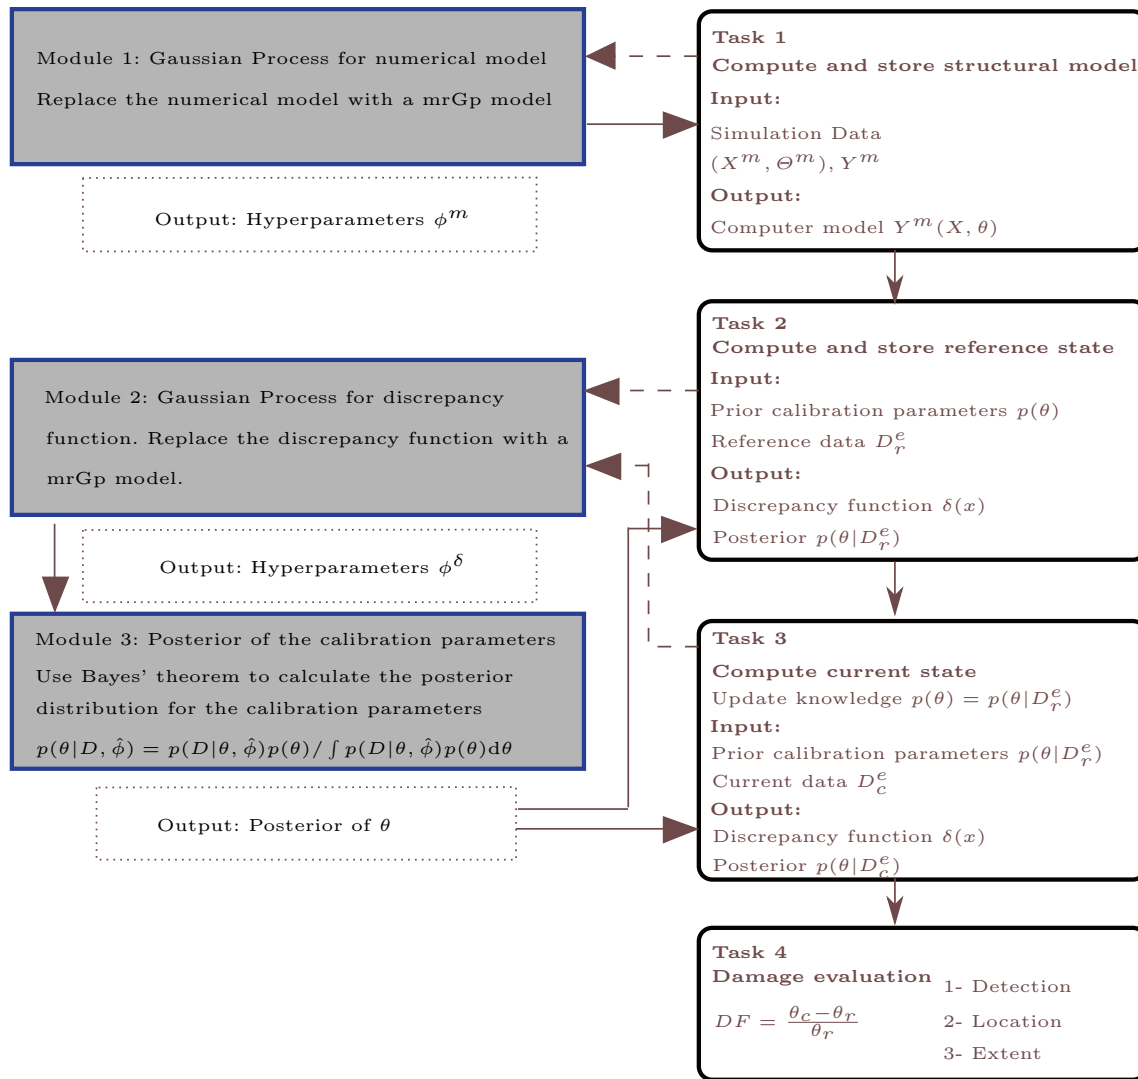 Module 1: Gaussian Process for numerical model
Replace the numerical model with a mrGp model
Output: Hyperparameters ϕ^m
Module 2: Gaussian Process for discrepancy
function. Replace the discrepancy function with a
mrGp model.
Output: Hyperparameters ϕ^δ
Module 3: Posterior of the calibration parameters
Use Bayes' theorem to calculate the posterior
distribution for the calibration parameters
p(θ|D, ϕ̂) = p(D|θ, ϕ̂)p(θ)/ ∫ p(D|θ, ϕ̂)p(θ)dθ
Output: Posterior of θ
Task 1
Compute and store structural model
Input:
Simulation Data
(X^m, Θ^m), Y^m
Output:
Computer model Y^m(X, θ)
Task 2
Compute and store reference state
Input:
Prior calibration parameters p(θ)
Reference data D_r^e
Output:
Discrepancy function δ(x)
Posterior p(θ|D_r^e)
Task 3
Compute current state
Update knowledge p(θ) = p(θ|D_r^e)
Input:
Prior calibration parameters p(θ|D_r^e)
Current data D_c^e
Output:
Discrepancy function δ(x)
Posterior p(θ|D_c^e)
Task 4
Damage evaluation
DF = (θ_c−θ_r)/θ_r
1- Detection
2- Location
3- Extent